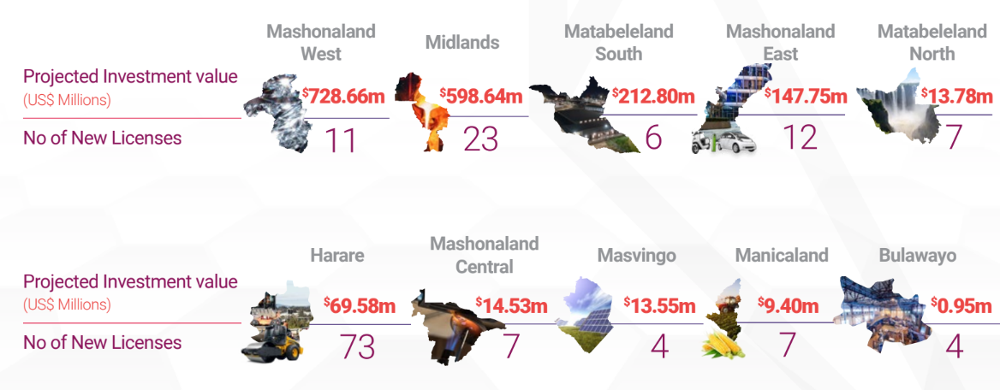 Mashonaland
West
Midlands
Matabeleland
South
Mashonaland
East
Matabeleland
North
Projected Investment value
(US$ Millions)
$728.66m
$598.64m
$212.80m
$147.75m
$13.78m
No of New Licenses
11
23
6
12
7
Harare
Mashonaland
Central
Masvingo
Manicaland
Bulawayo
Projected Investment value
(US$ Millions)
$69.58m
$14.53m
$13.55m
$9.40m
$0.95m
No of New Licenses
73
7
4
7
4